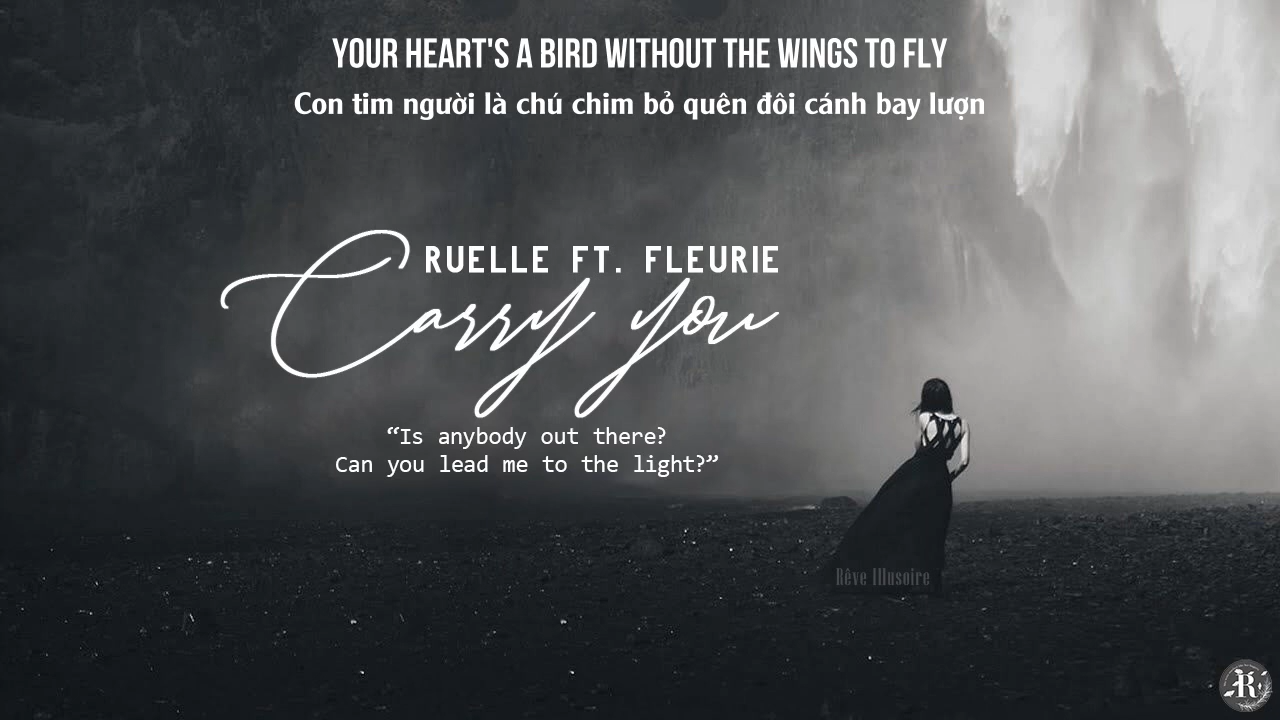 YOUR HEART'S A BIRD WITHOUT THE WINGS TO FLY
Con tim người là chú chim bỏ quên đôi cánh bay lượn
RUELLE FT. FLEURIE
Carry you
“Is anybody out there?
Can you lead me to the light?”
Rêve Illusoire
R